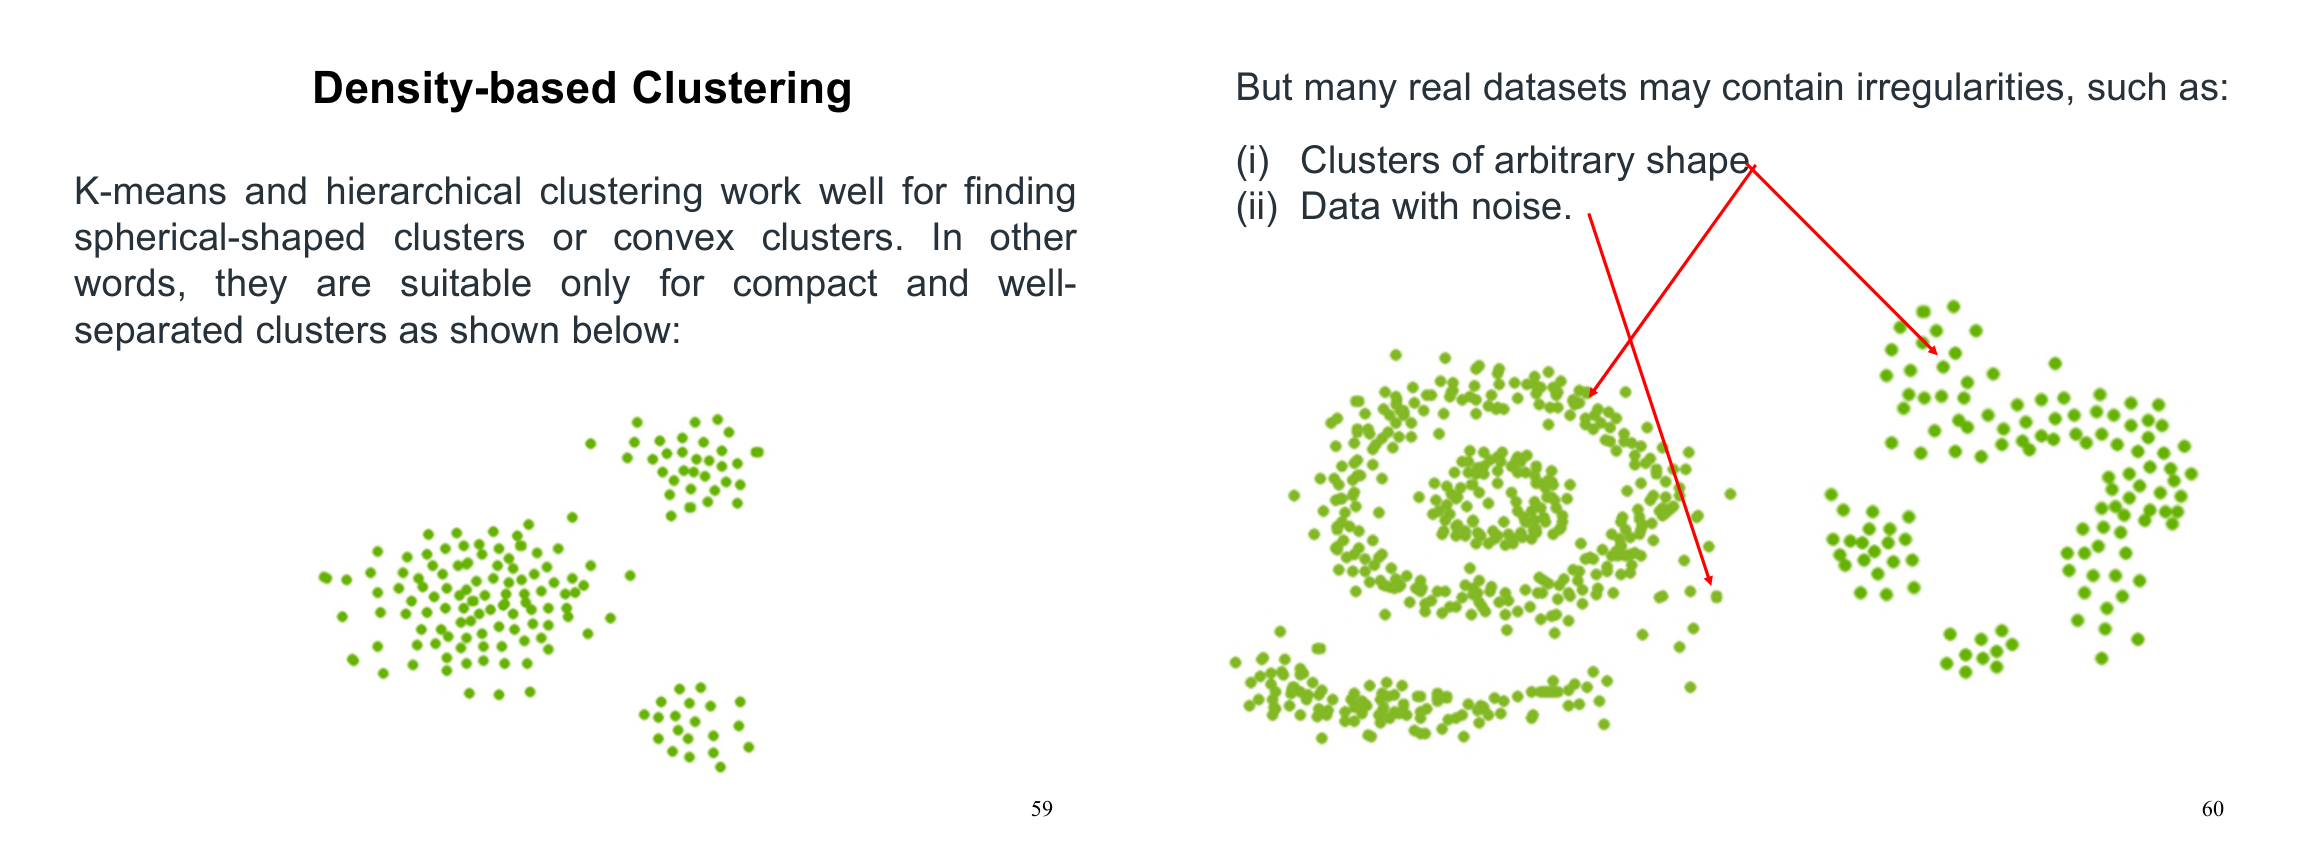 Density-based Clustering
K-means and hierarchical clustering work well for finding
spherical-shaped clusters or convex clusters. In other
words, they are suitable only for compact and well-
separated clusters as shown below:
59
But many real datasets may contain irregularities, such as:
(i) Clusters of arbitrary shape
(ii) Data with noise.
60